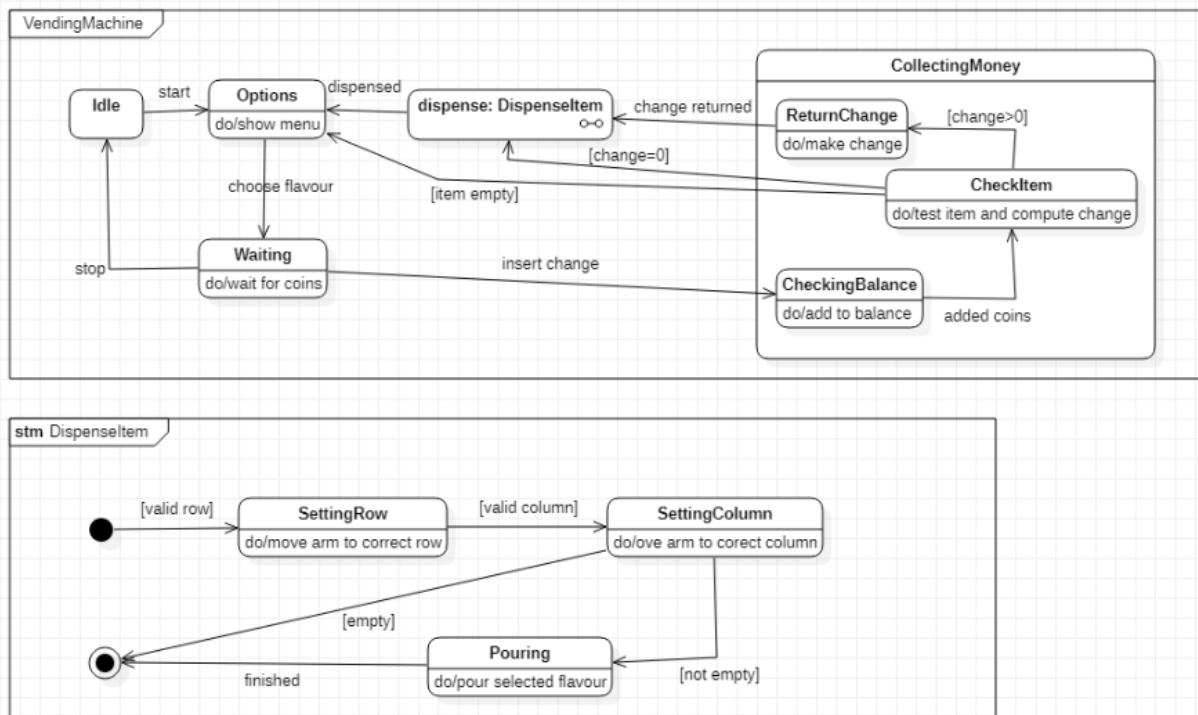 VendingMachine
CollectingMoney
Idle
start
Options
do/show menu
dispensed
dispense: DispenseItem
change returned
ReturnChange
do/make change
[change>0]
[change=0]
CheckItem
do/test item and compute change
choose flavour
[item empty]
Waiting
do/wait for coins
stop
insert change
CheckingBalance
do/add to balance
added coins
stm DispenseItem
[valid row]
SettingRow
do/move arm to correct row
[valid column]
SettingColumn
do/ove arm to corect column
[empty]
Pouring
do/pour selected flavour
[not empty]
finished